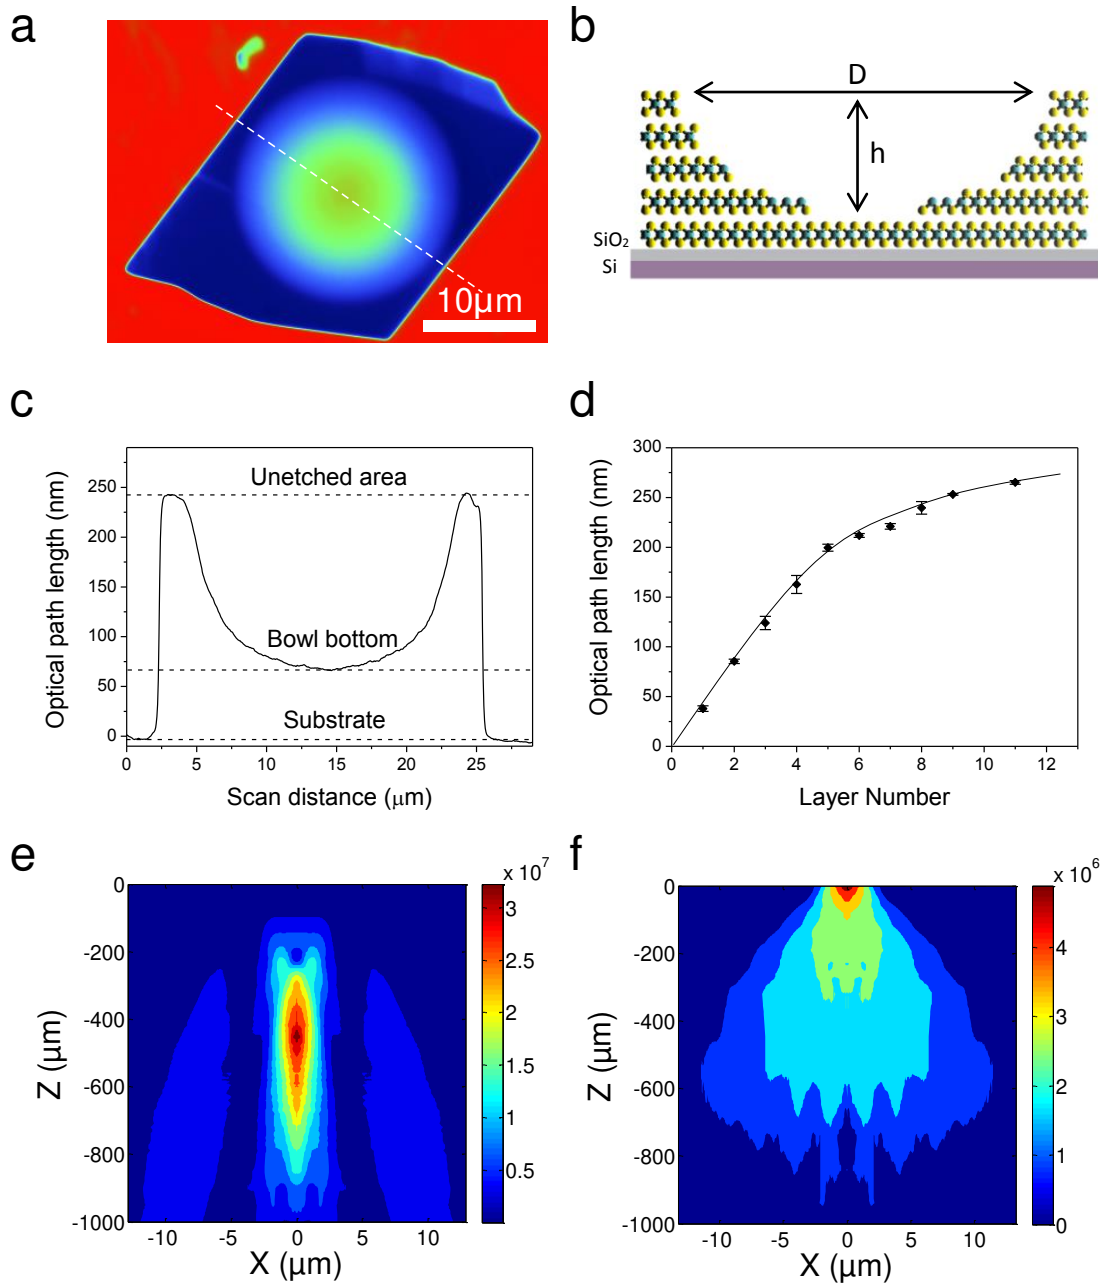 a
10μm
b
D
h
SiO2
Si
c
Optical path length (nm)
250
200
150
100
50
0
Unetched area
Bowl bottom
Substrate
0 5 10 15 20 25
Scan distance (μm)
d
Optical path length (nm)
300
250
200
150
100
50
0
0 2 4 6 8 10 12
Layer Number
e
x 10^7
Z (μm)
0
-200
-400
-600
-800
-1000
-10 -5 0 5 10
X (μm)
3
2.5
2
1.5
1
0.5
f
x 10^6
Z (μm)
0
-200
-400
-600
-800
-1000
-10 -5 0 5 10
X (μm)
4
3
2
1
0